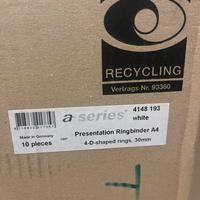 RECYCLING
Vertrags Nr. 93360
a-series
4148 193
white
Made in Germany
10 pieces
Presentation Ringbinder A4
4-D-shaped rings, 30mm